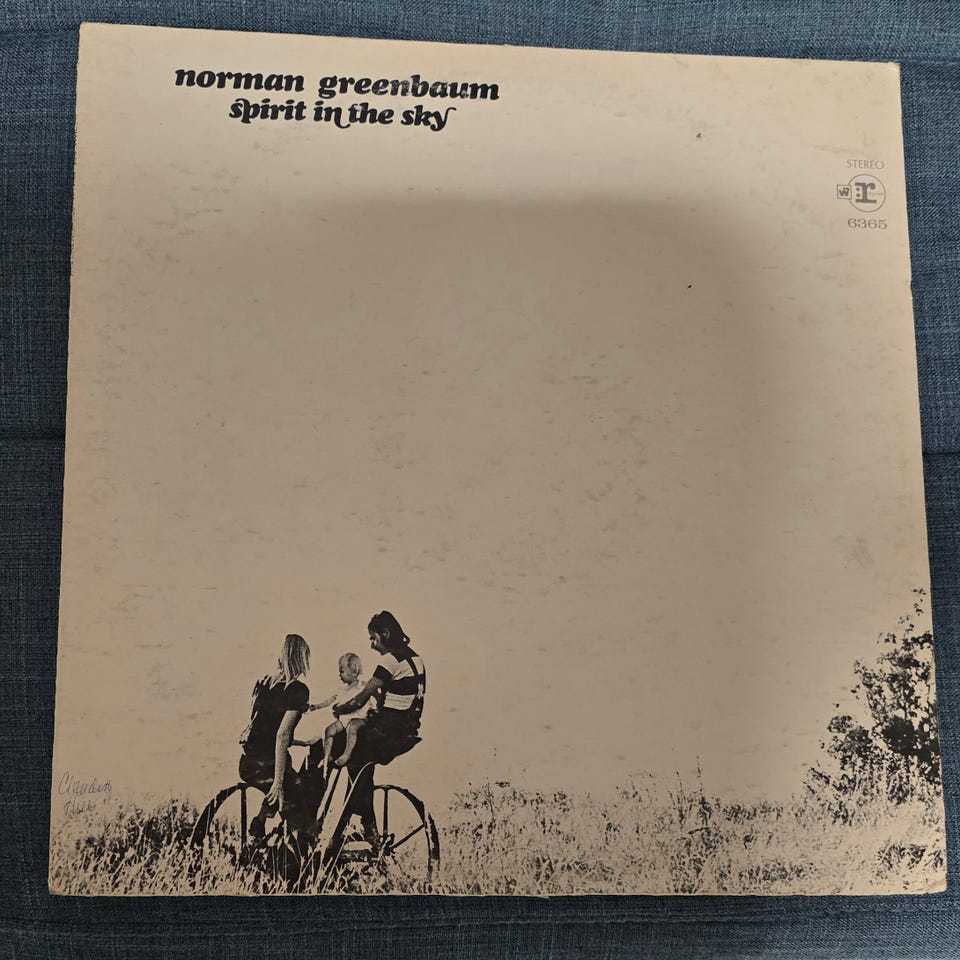 norman greenbaum
spirit in the sky
STEREO
W r
6365